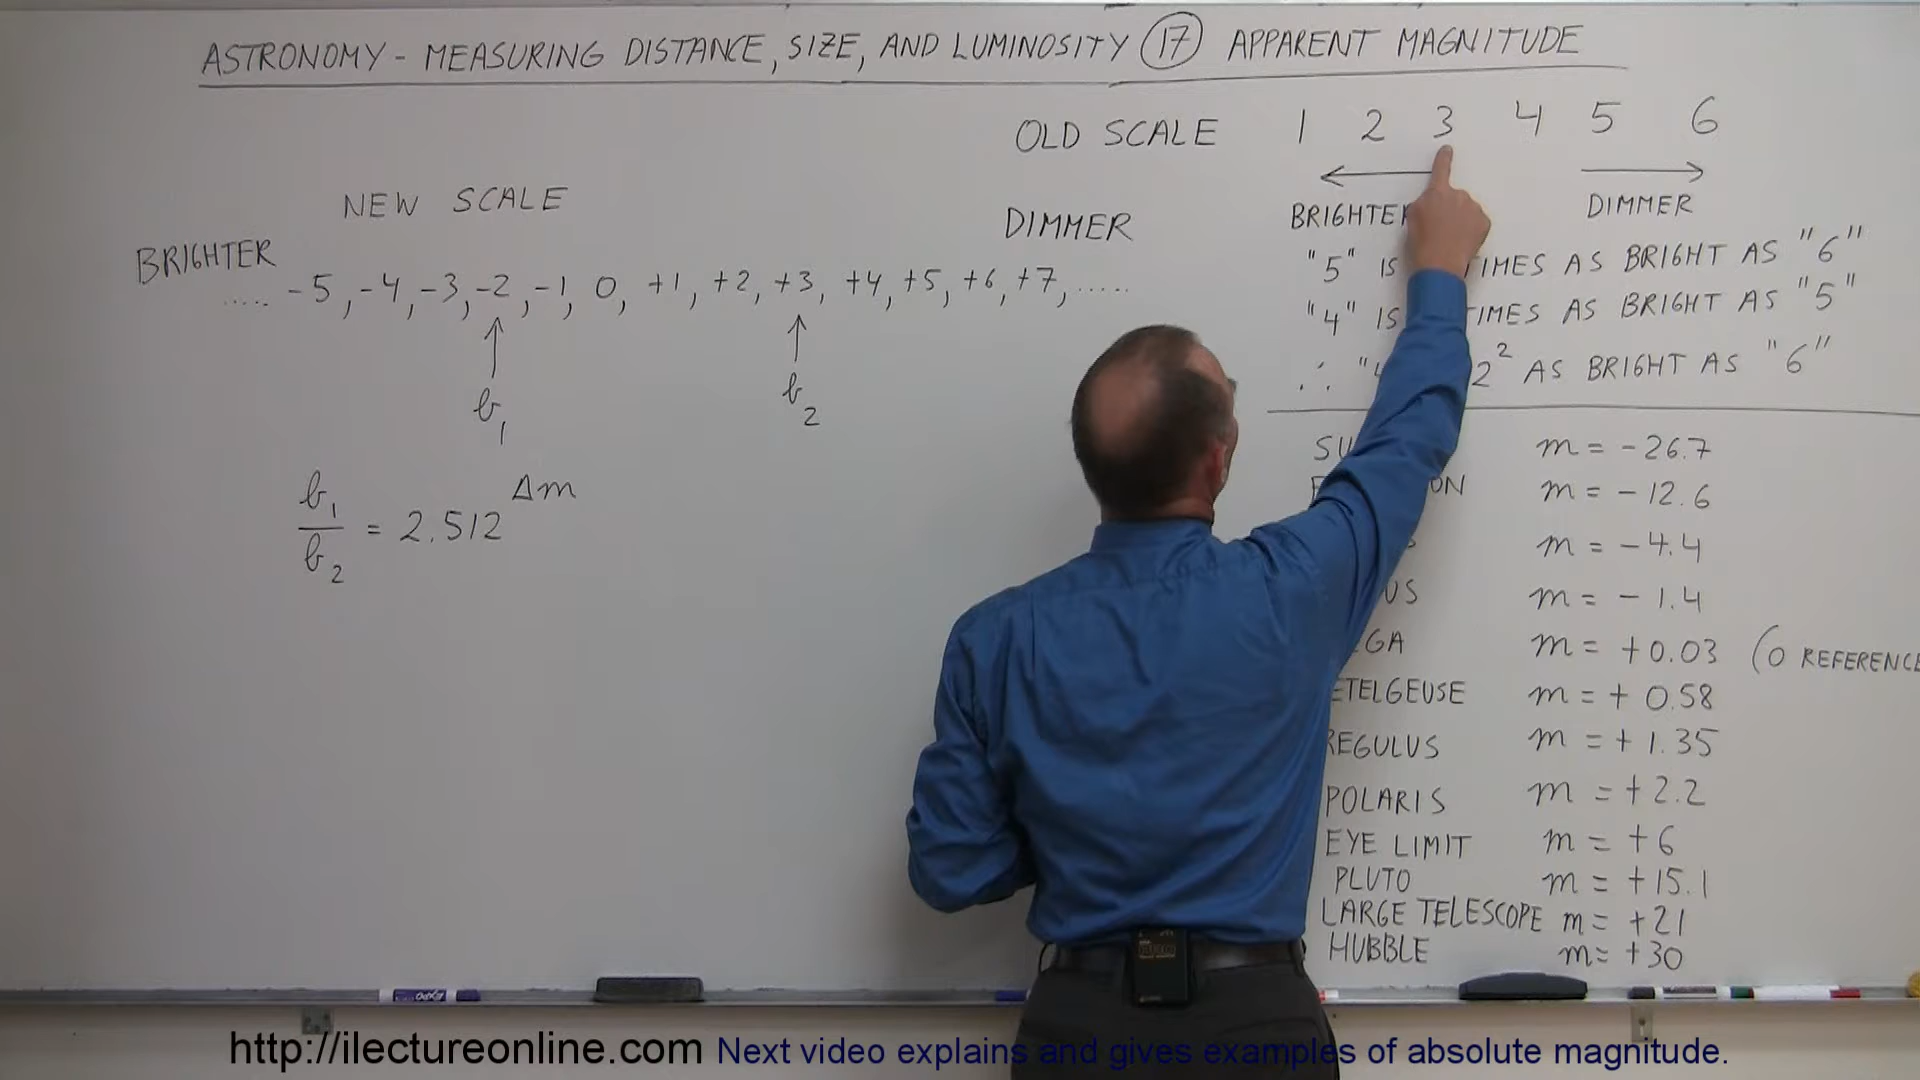 ASTRONOMY - MEASURING DISTANCE, SIZE, AND LUMINOSITY 17 APPARENT MAGNITUDE
OLD SCALE 1 2 3 4 5 6
BRIGHTER DIMMER
"5" IS TIMES AS BRIGHT AS "6"
"4" IS TIMES AS BRIGHT AS "5"
∴ "4 2² AS BRIGHT AS "6"
NEW SCALE
BRIGHTER DIMMER
..... -5, -4, -3, -2, -1, 0, +1, +2, +3, +4, +5, +6, +7, .....
b₁ b₂
b₁/b₂ = 2.512^Δm
m = -26.7
m = -12.6
m = -4.4
m = -1.4
m = +0.03 (0 REFERENCE
ETELGEUSE m = + 0.58
REGULUS m = + 1.35
POLARIS m = +2.2
EYE LIMIT m = +6
PLUTO m = +15.1
LARGE TELESCOPE m = +21
HUBBLE m = +30
EXPO
http://ilectureonline.com Next video explains and gives examples of absolute magnitude.